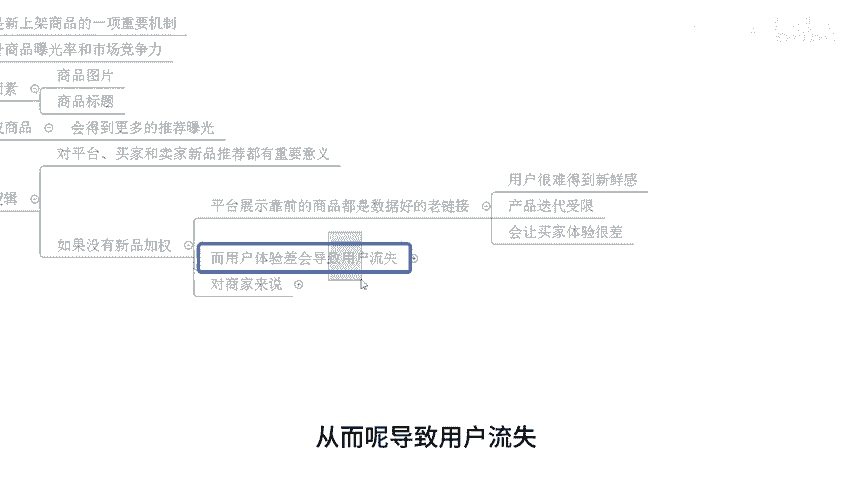 是新上架商品的一项重要机制
商品曝光率和市场竞争力
商品图片
素
商品标题
商品
会得到更多的推荐曝光
对平台、买家和卖家新品推荐都有重要意义
用户很难得到新鲜感
辑
平台展示靠前的商品都是数据好的老链接
产品迭代受限
会让买家体验很差
如果没有新品加权
而用户体验差会导致用户流失
对商家来说
从而呢导致用户流失